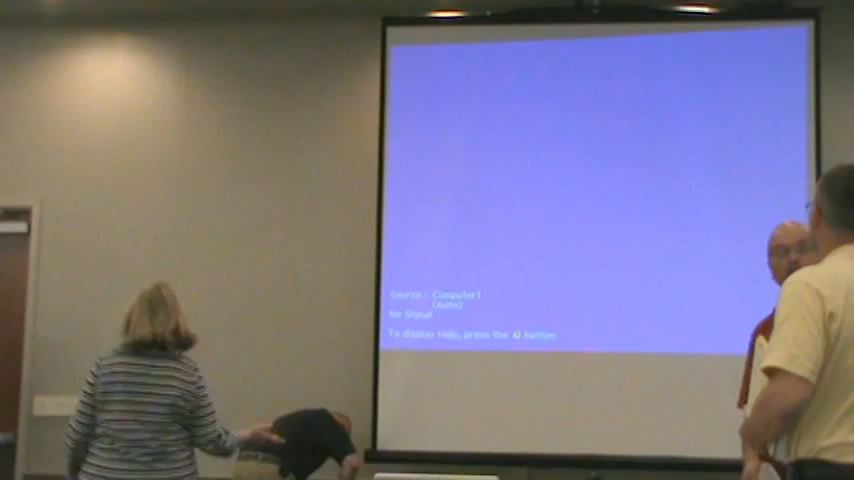 Source: Computer1
(Auto)
No Signal
To display Help, press the button.